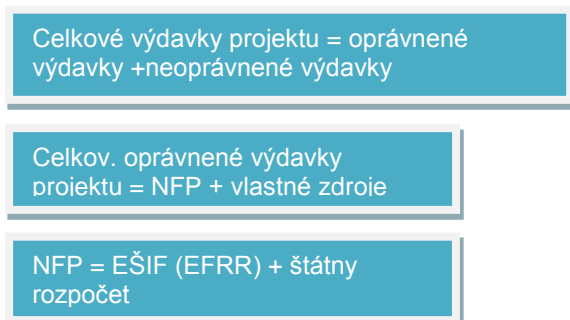 Celkové výdavky projektu = oprávnené
výdavky +neoprávnené výdavky
Celkov. oprávnené výdavky
projektu = NFP + vlastné zdroje
NFP = EŠIF (EFRR) + štátny
rozpočet